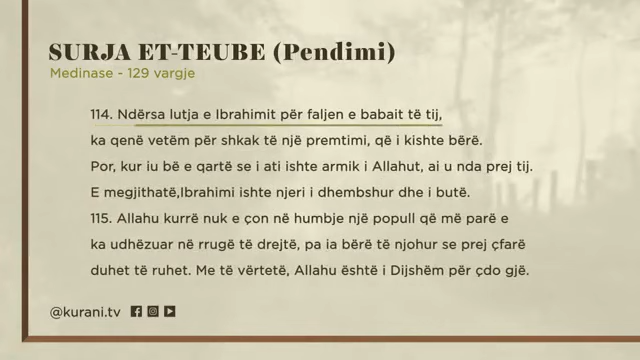 SURJA ET-TEUBE (Pendimi)
Medinase - 129 vargje
114. Ndërsa lutja e Ibrahimit për faljen e babait të tij,
ka qenë vetëm për shkak të një premtimi, që i kishte bërë.
Por, kur iu bë e qartë se i ati ishte armik i Allahut, ai u nda prej tij.
E megjithatë,Ibrahimi ishte njeri i dhembshur dhe i butë.
115. Allahu kurrë nuk e çon në humbje një popull që më parë e
ka udhëzuar në rrugë të drejtë, pa ia bërë të njohur se prej çfarë
duhet të ruhet. Me të vërtetë, Allahu është i Dijshëm për çdo gjë.
@kurani.tv